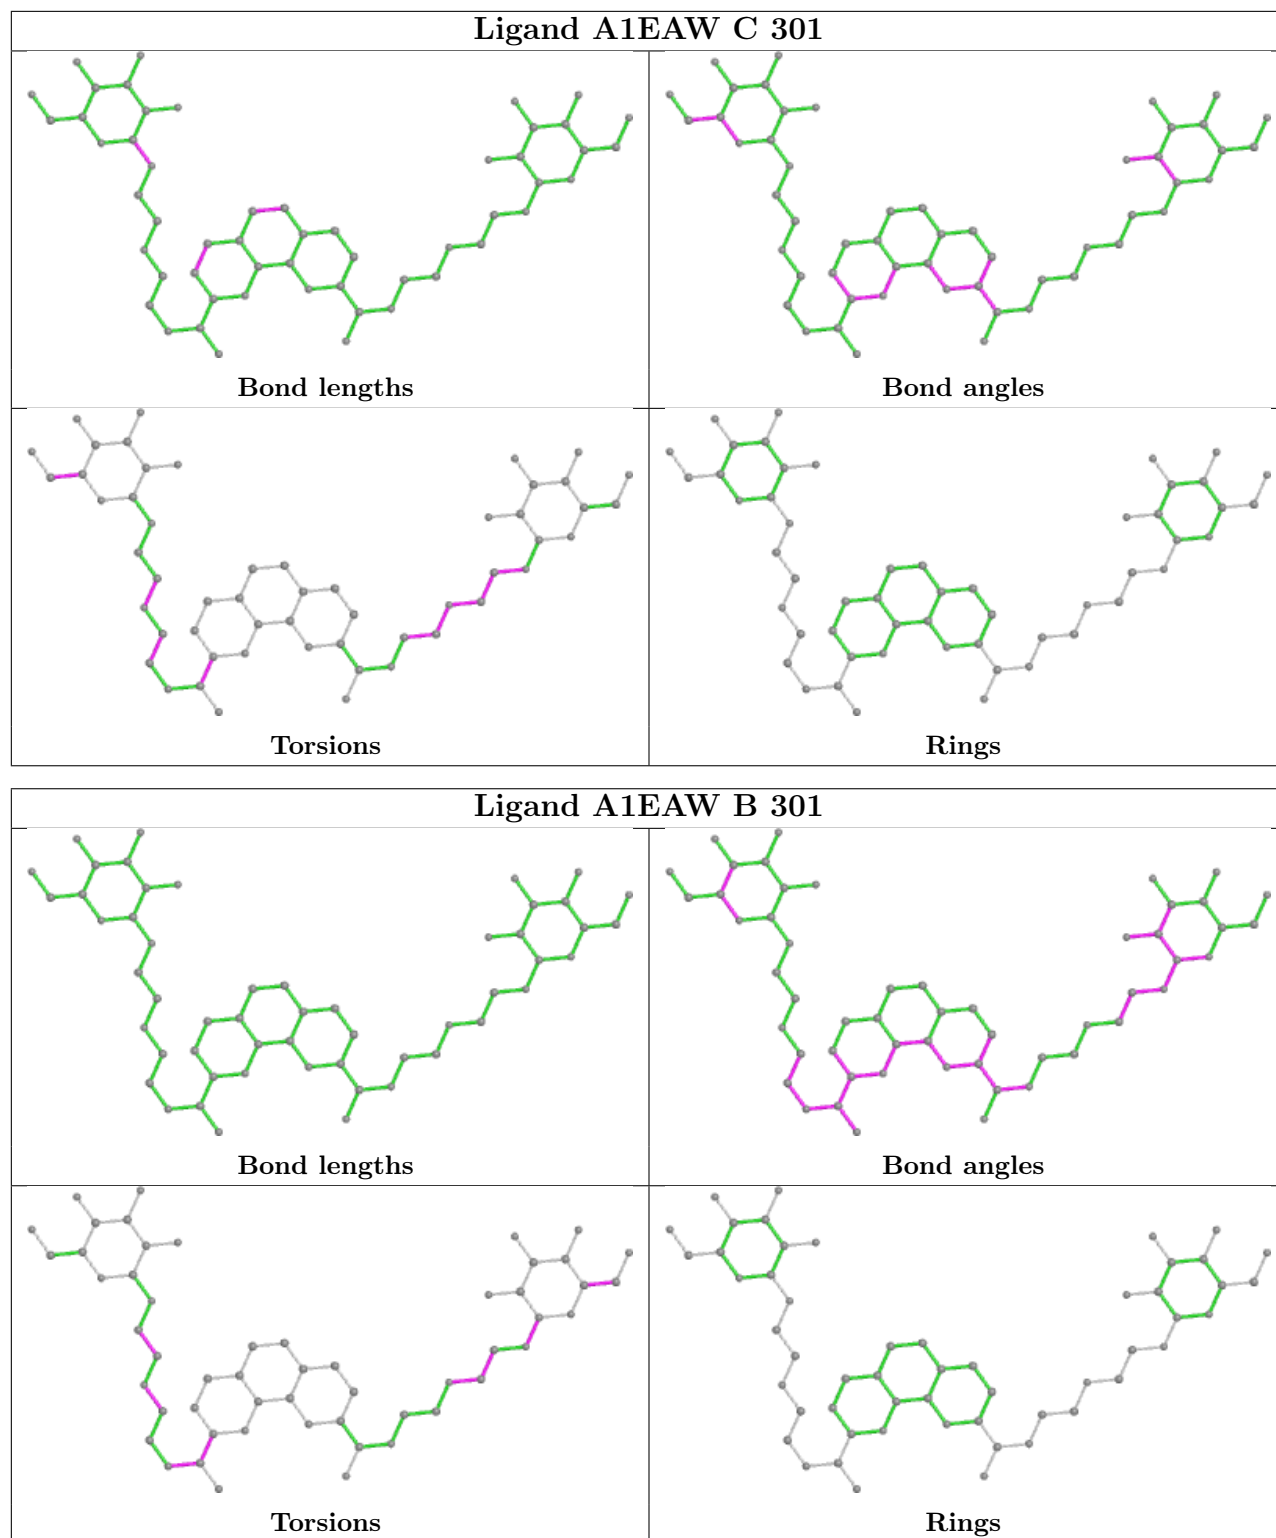 Ligand A1EAW C 301
Bond lengths
Bond angles
Torsions
Rings
Ligand A1EAW B 301
Bond lengths
Bond angles
Torsions
Rings